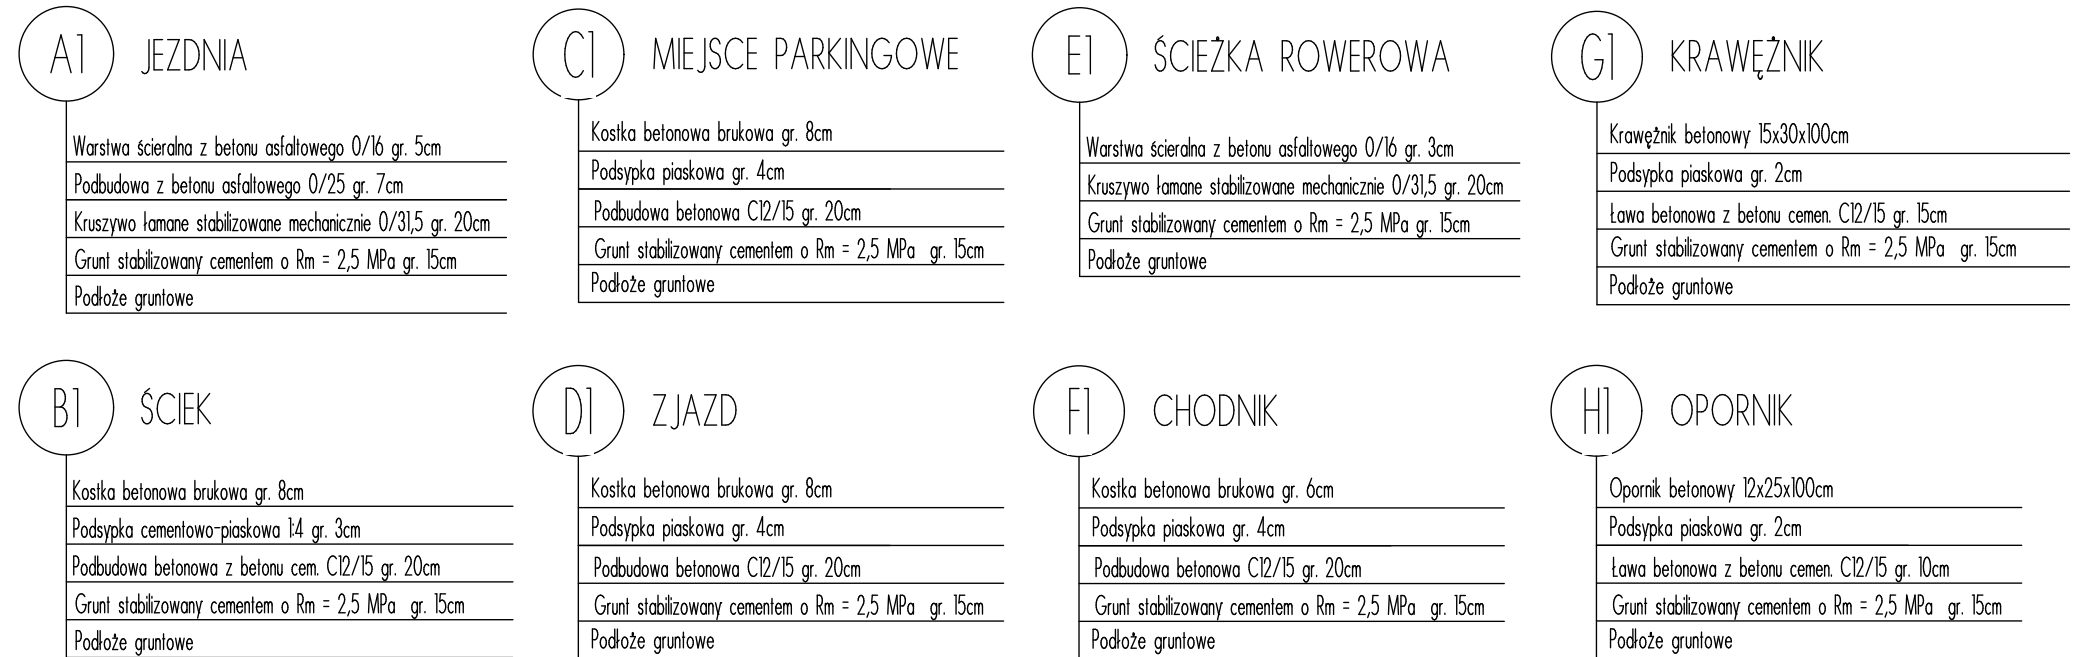 A1 JEZDNIA
Warstwa ścieralna z betonu asfaltowego 0/16 gr. 5cm
Podbudowa z betonu asfaltowego 0/25 gr. 7cm
Kruszywo łamane stabilizowane mechanicznie 0/31,5 gr. 20cm
Grunt stabilizowany cementem o Rm = 2,5 MPa gr. 15cm
Podłoże gruntowe
C1 MIEJSCE PARKINGOWE
Kostka betonowa brukowa gr. 8cm
Podsypka piaskowa gr. 4cm
Podbudowa betonowa C12/15 gr. 20cm
Grunt stabilizowany cementem o Rm = 2,5 MPa gr. 15cm
Podłoże gruntowe
E1 ŚCIEŻKA ROWEROWA
Warstwa ścieralna z betonu asfaltowego 0/16 gr. 3cm
Kruszywo łamane stabilizowane mechanicznie 0/31,5 gr. 20cm
Grunt stabilizowany cementem o Rm = 2,5 MPa gr. 15cm
Podłoże gruntowe
G1 KRAWĘŻNIK
Krawężnik betonowy 15x30x100cm
Podsypka piaskowa gr. 2cm
Ława betonowa z betonu cemen. C12/15 gr. 15cm
Grunt stabilizowany cementem o Rm = 2,5 MPa gr. 15cm
Podłoże gruntowe
B1 ŚCIEK
Kostka betonowa brukowa gr. 8cm
Podsypka cementowo-piaskowa 1:4 gr. 3cm
Podbudowa betonowa z betonu cem. C12/15 gr. 20cm
Grunt stabilizowany cementem o Rm = 2,5 MPa gr. 15cm
Podłoże gruntowe
D1 ZJAZD
Kostka betonowa brukowa gr. 8cm
Podsypka piaskowa gr. 4cm
Podbudowa betonowa C12/15 gr. 20cm
Grunt stabilizowany cementem o Rm = 2,5 MPa gr. 15cm
Podłoże gruntowe
F1 CHODNIK
Kostka betonowa brukowa gr. 6cm
Podsypka piaskowa gr. 4cm
Podbudowa betonowa C12/15 gr. 20cm
Grunt stabilizowany cementem o Rm = 2,5 MPa gr. 15cm
Podłoże gruntowe
H1 OPORNIK
Opornik betonowy 12x25x100cm
Podsypka piaskowa gr. 2cm
Ława betonowa z betonu cemen. C12/15 gr. 10cm
Grunt stabilizowany cementem o Rm = 2,5 MPa gr. 15cm
Podłoże gruntowe